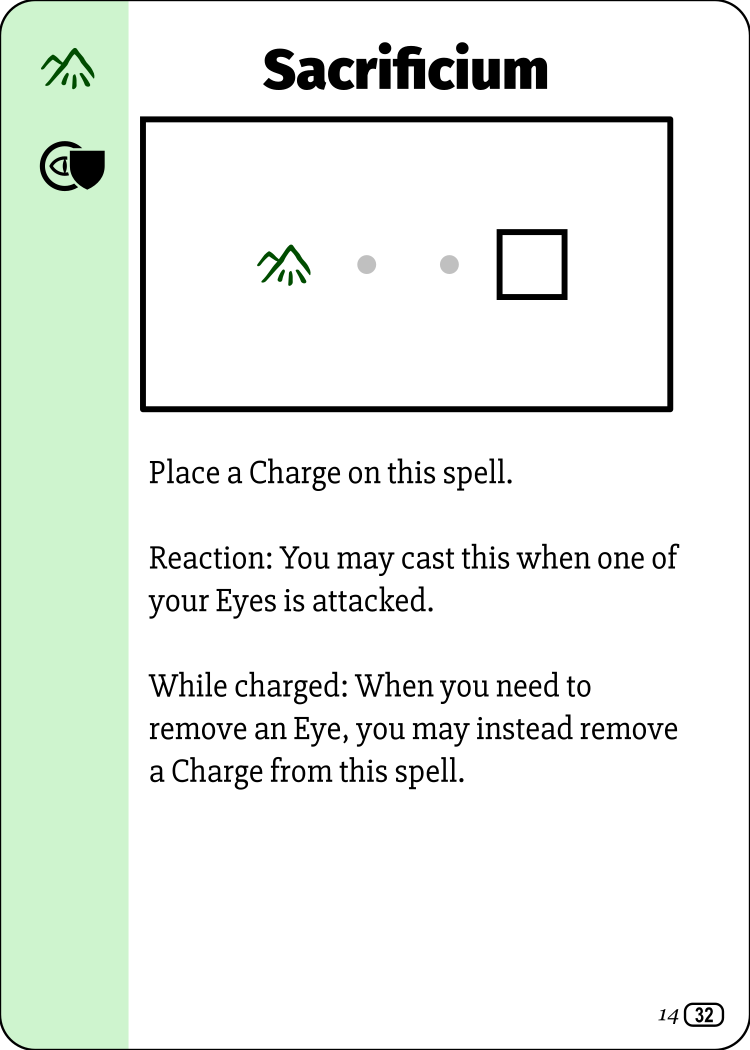 Sacrificium
Place a Charge on this spell.
Reaction: You may cast this when one of
your Eyes is attacked.
While charged: When you need to
remove an Eye, you may instead remove
a Charge from this spell.
14 32